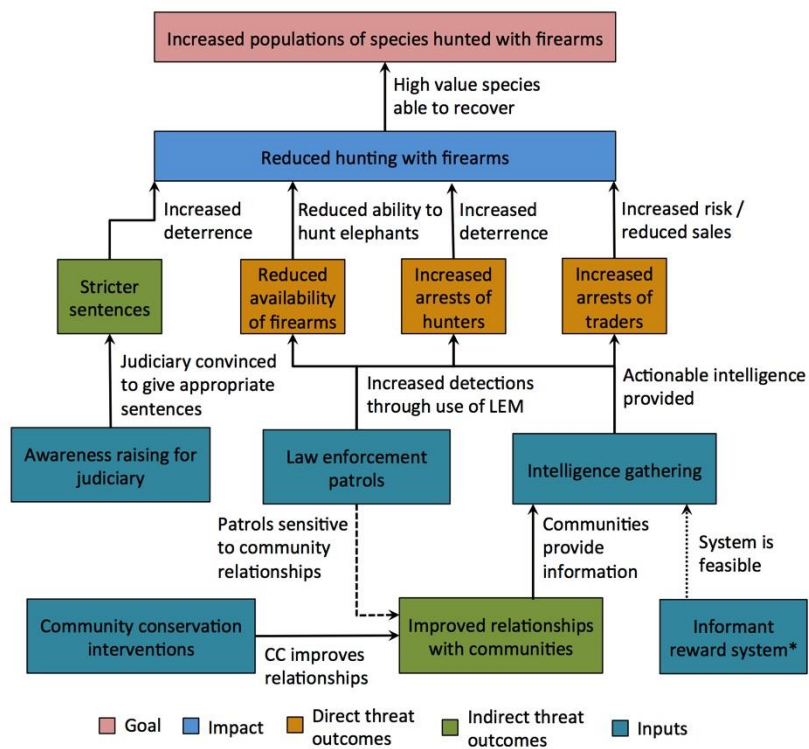 Increased populations of species hunted with firearms
High value species
able to recover
Reduced hunting with firearms
Increased
deterrence
Reduced ability to
hunt elephants
Increased
deterrence
Increased risk /
reduced sales
Stricter
sentences
Reduced
availability
of firearms
Increased
arrests of
hunters
Increased
arrests of
traders
Judiciary convinced
to give appropriate
sentences
Increased detections
through use of LEM
Actionable intelligence
provided
Awareness raising for
judiciary
Law enforcement
patrols
Intelligence gathering
Patrols sensitive
to community
relationships
Communities
provide
information
System is
feasible
Community conservation
interventions
CC improves
relationships
Improved relationships
with communities
Informant
reward system*
Goal
Impact
Direct threat
outcomes
Indirect threat
outcomes
Inputs